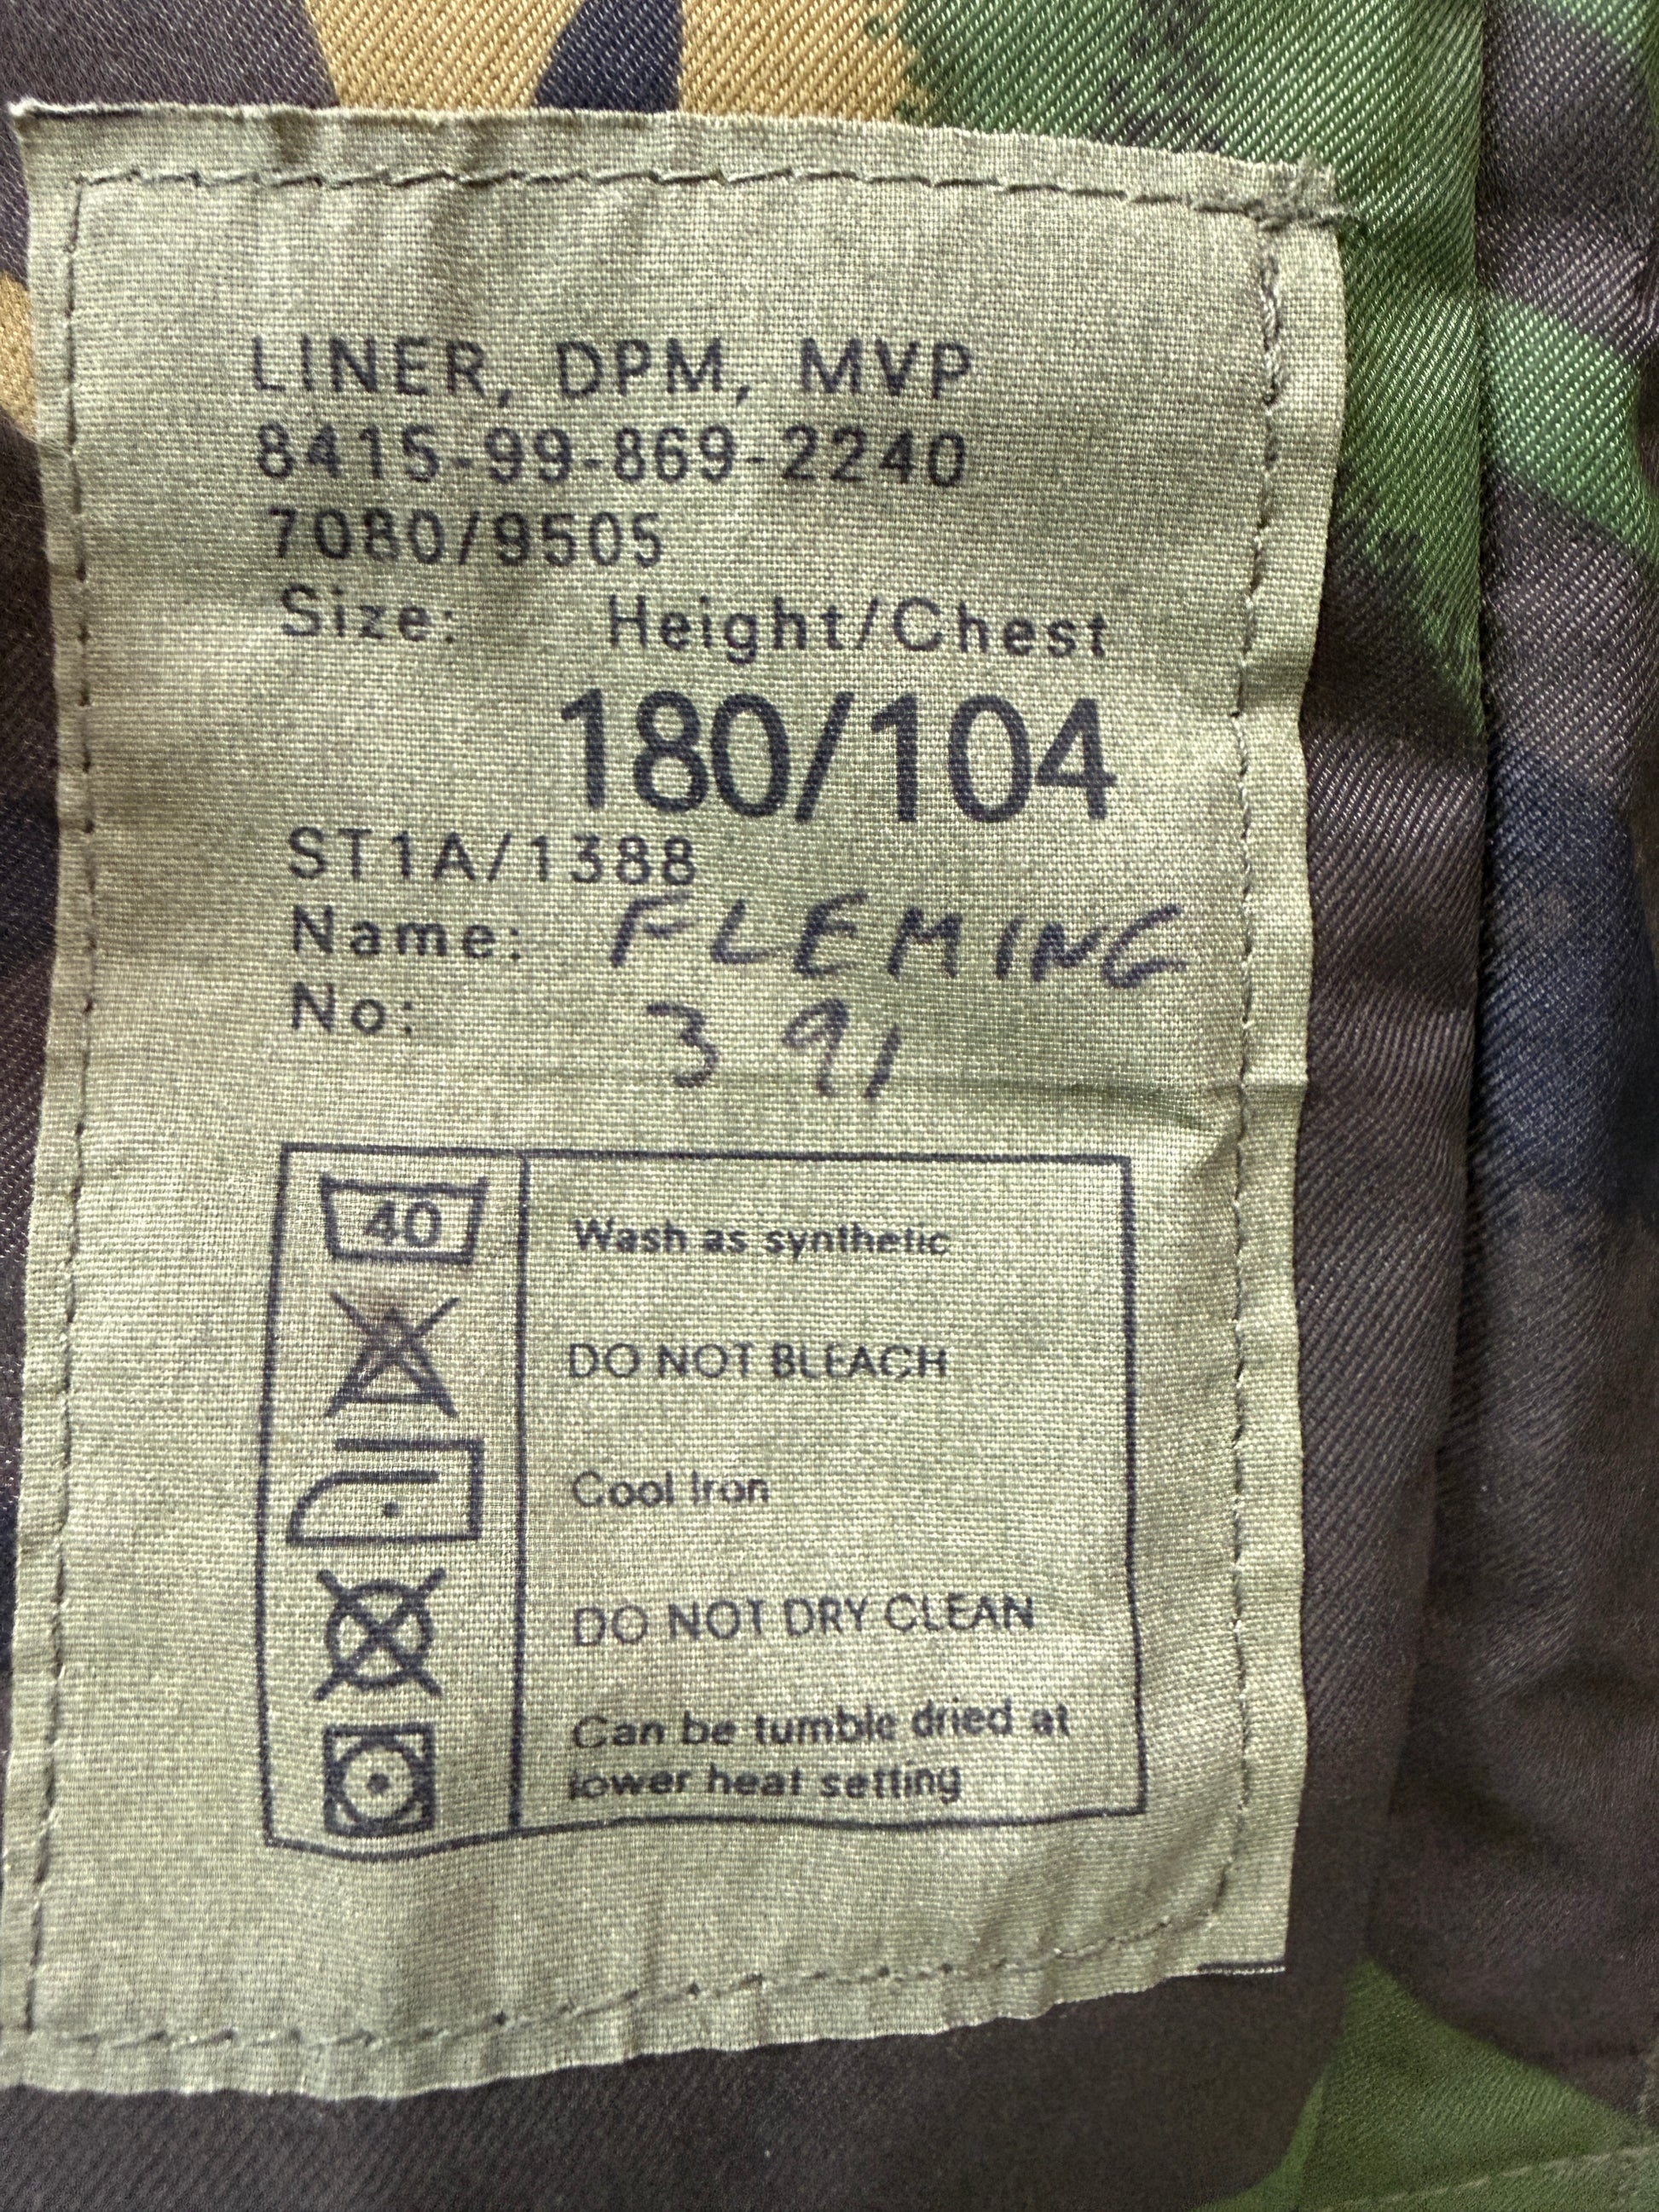 LINER, DPM, MVP
8415-99-869-2240
7080/9505
Size: Height/Chest
180/104
ST1A/1388
Name: FLEMING
No: 391
40 Wash as synthetic
DO NOT BLEACH
Cool Iron
DO NOT DRY CLEAN
Can be tumble dried at
lower heat setting